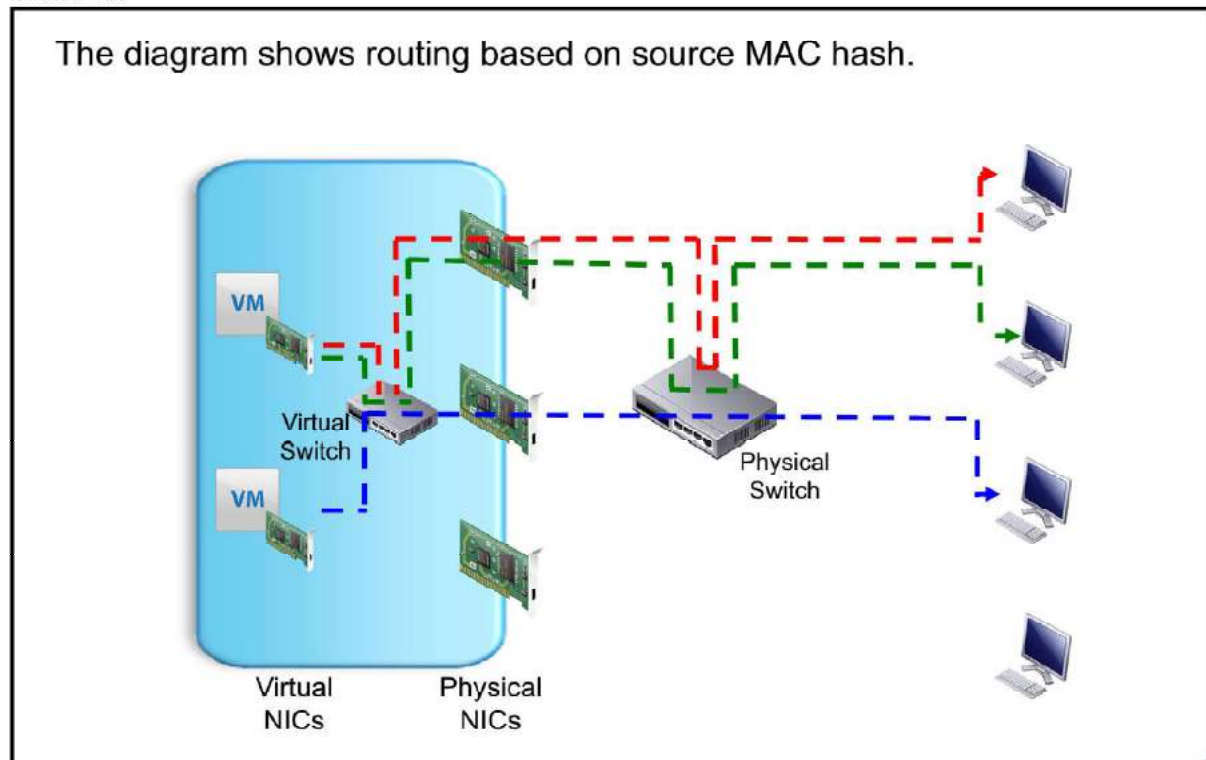 The diagram shows routing based on source MAC hash.
VM
Virtual
Switch
VM
Physical
Switch
Virtual
NICs
Physical
NICs